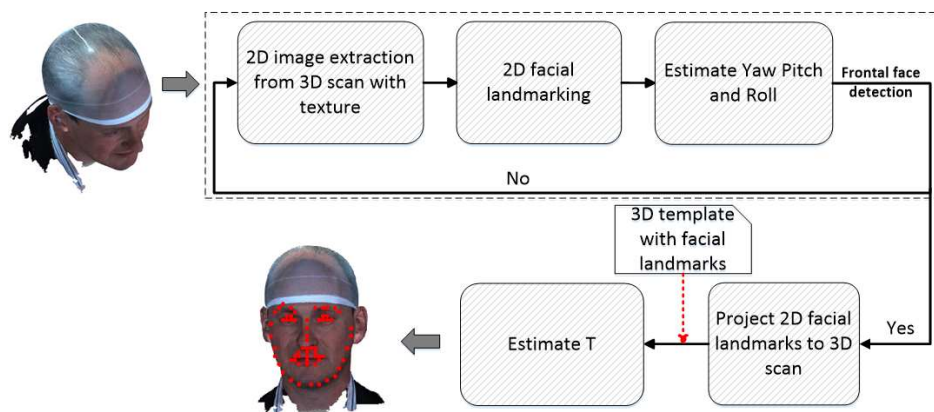 2D image extraction
from 3D scan with
texture
2D facial
landmarking
Estimate Yaw Pitch
and Roll
Frontal face
detection
No
3D template
with facial
landmarks
Estimate T
Project 2D facial
landmarks to 3D
scan
Yes